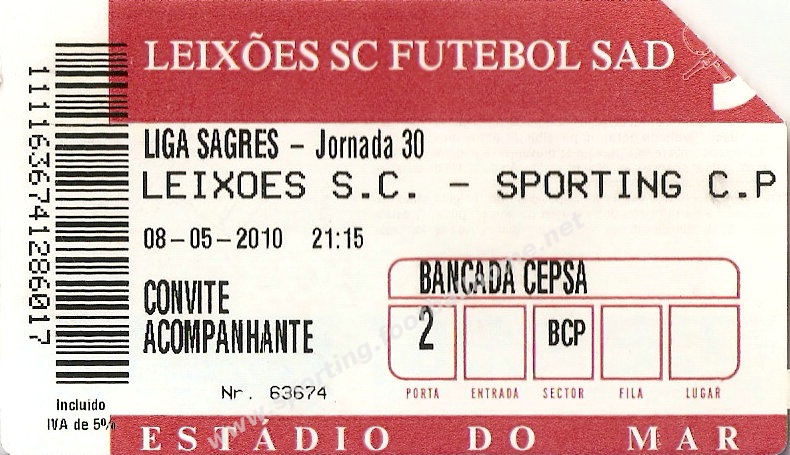 LEIXÕES SC FUTEBOL SAD
LIGA SAGRES – Jornada 30
LEIXOES S.C. - SPORTING C.P
08-05-2010 21:15
BANCADA CEPSA
CONVITE
ACOMPANHANTE
2 BCP
PORTA ENTRADA SECTOR FILA LUGAR
Nr. 63674
1111636741286017
Incluido
IVA de 5%
ESTÁDIO DO MAR